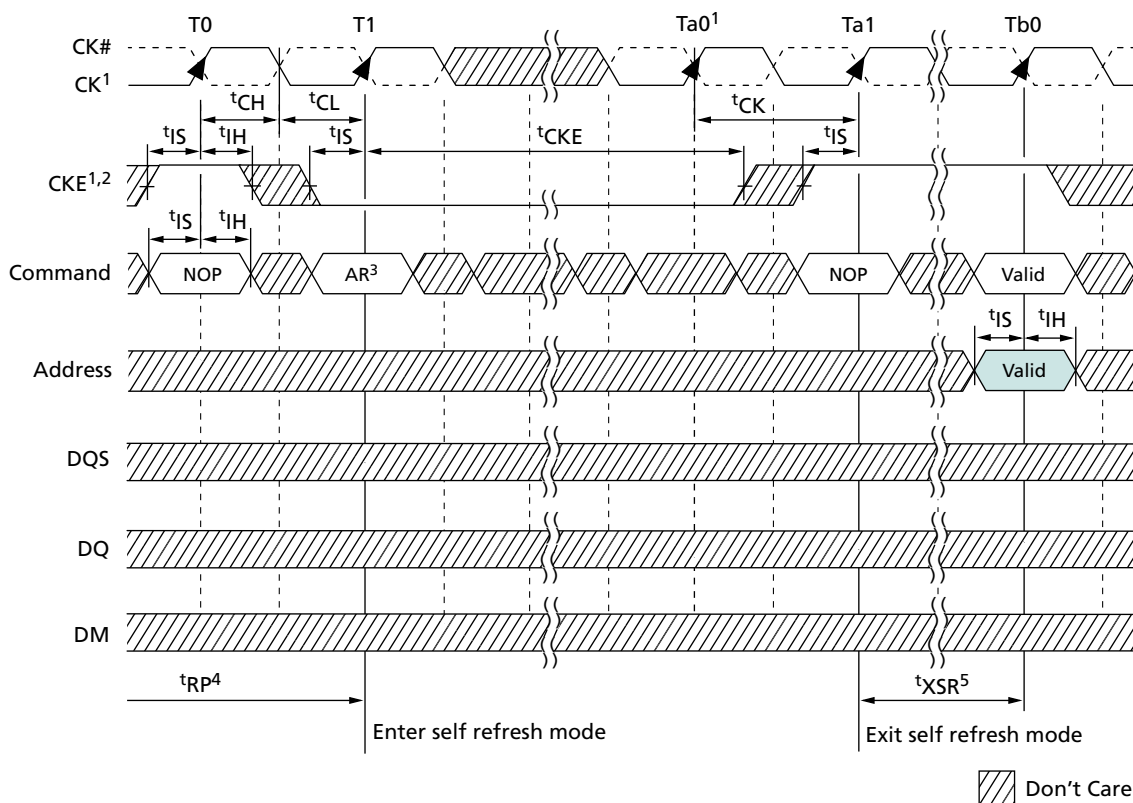 T0 T1 Ta0¹ Ta1 Tb0
CK#
CK¹
tCH tCL tCK
tIS tIH tIS tCKE tIS
CKE¹,²
tIS tIH
Command NOP AR³ NOP Valid
tIS tIH
Address Valid
DQS
DQ
DM
tRP⁴ tXSR⁵
Enter self refresh mode Exit self refresh mode
Don't Care